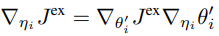 ∇_{η_i} J^{ex} = ∇_{θ'_i} J^{ex} ∇_{η_i} θ'_i